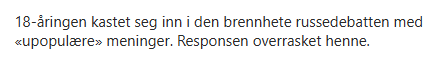 18-åringen kastet seg inn i den brennhete russedebatten med
«upopulære» meninger. Responsen overrasket henne.